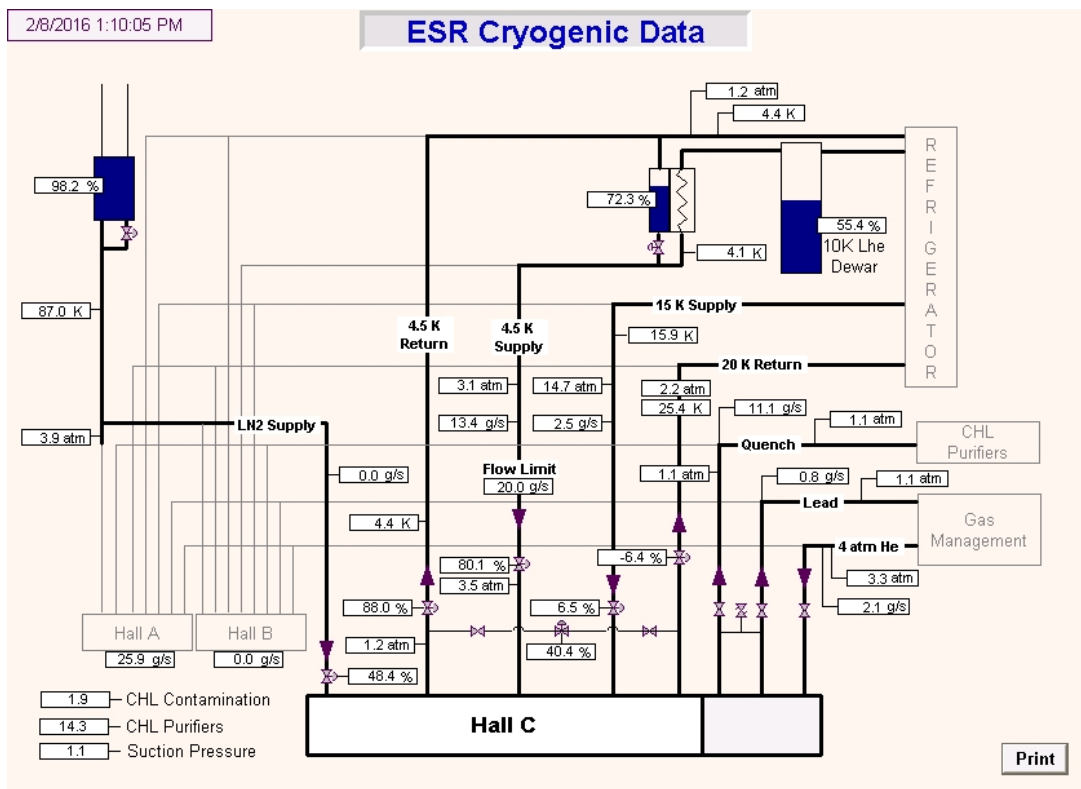 2/8/2016 1:10:05 PM
ESR Cryogenic Data
1.2 atm
4.4 K
98.2 %
72.3 %
55.4 %
10K Lhe
Dewar
4.1 K
REFRIGERATOR
87.0 K
15 K Supply
15.9 K
4.5 K
Return
4.5 K
Supply
20 K Return
3.1 atm
14.7 atm
2.2 atm
25.4 K
11.1 g/s
13.4 g/s
2.5 g/s
1.1 atm
3.9 atm
LN2 Supply
Quench
CHL
Purifiers
0.0 g/s
Flow Limit
20.0 g/s
1.1 atm
0.8 g/s
1.1 atm
Lead
Gas
Management
4.4 K
4 atm He
80.1 %
3.5 atm
-6.4 %
3.3 atm
2.1 g/s
88.0 %
6.5 %
1.2 atm
40.4 %
Hall A
Hall B
25.9 g/s
0.0 g/s
48.4 %
1.9
CHL Contamination
14.3
CHL Purifiers
1.1
Suction Pressure
Hall C
Print